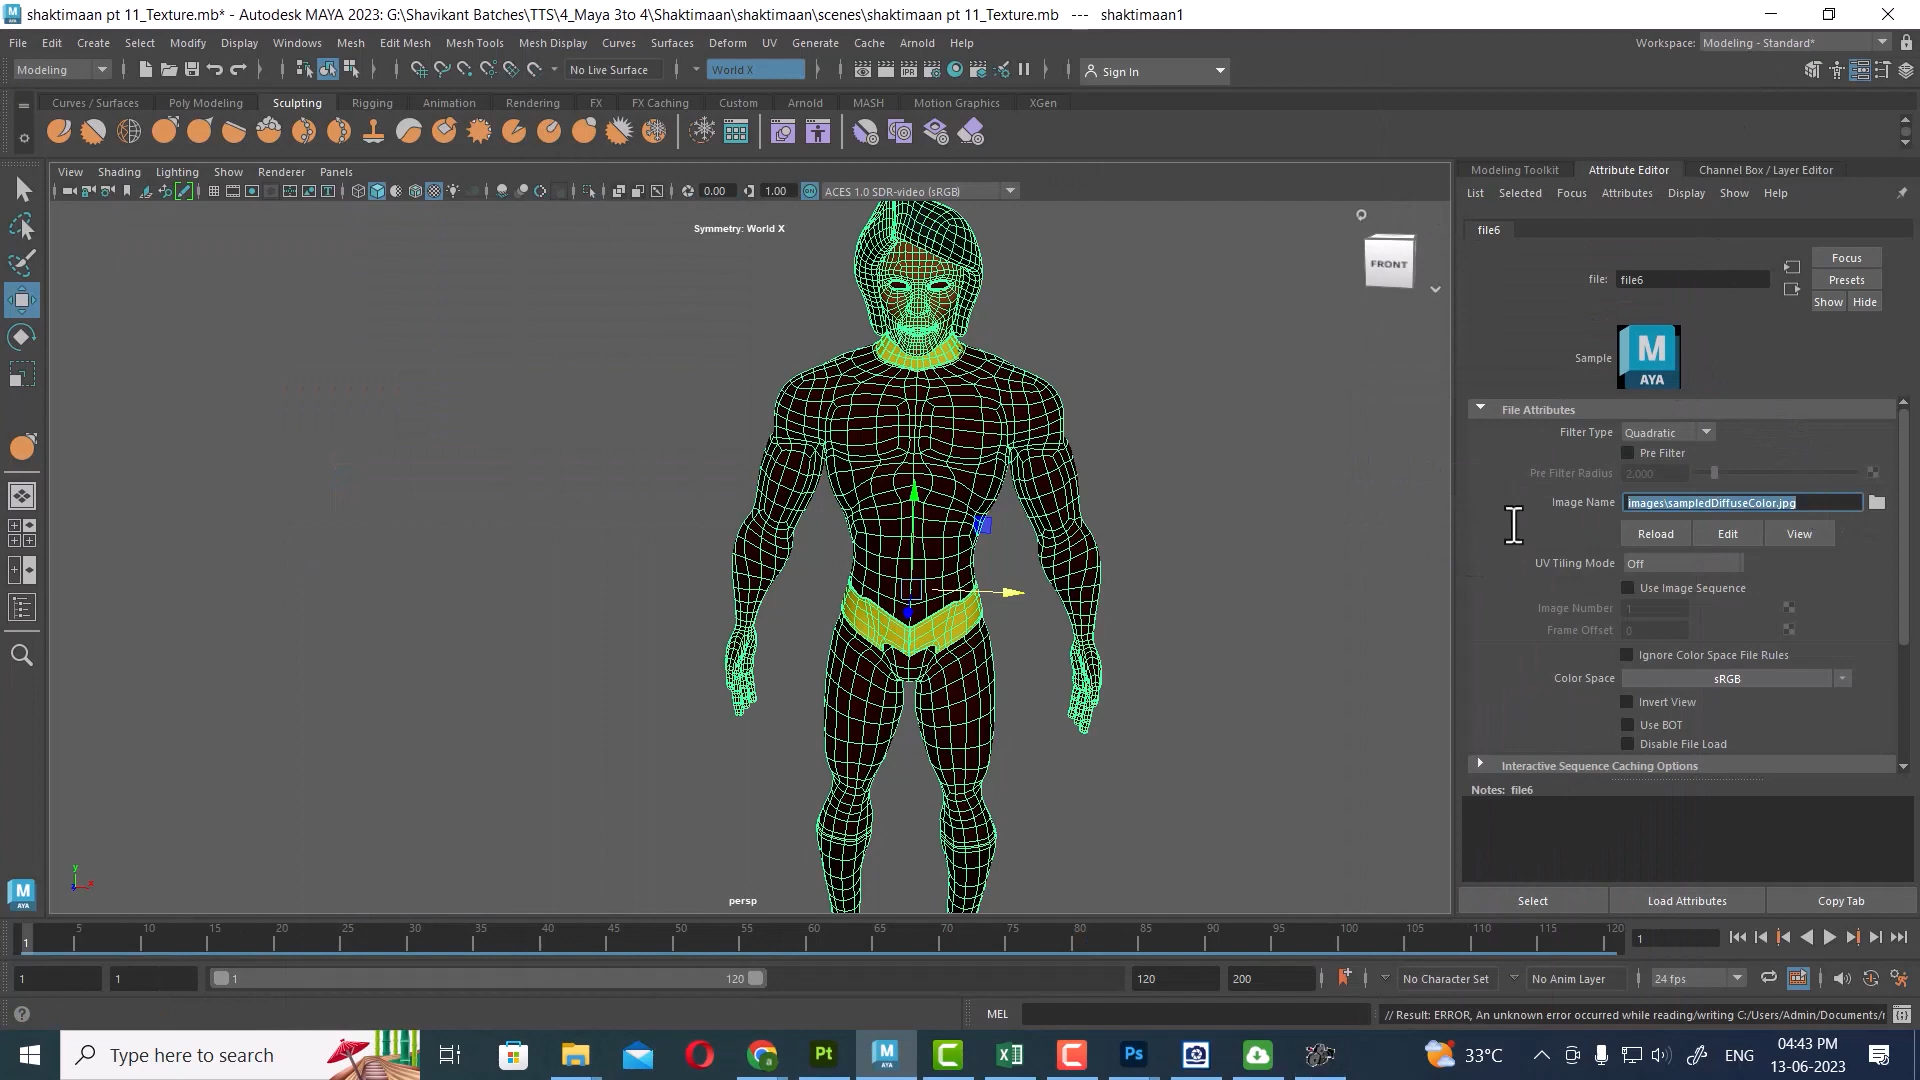 shaktimaan pt 11_Texture.mb* - Autodesk MAYA 2023: G:\Shavikant Batches\TTS\4_Maya 3to 4\Shaktimaan\shaktimaan\scenes\shaktimaan pt 11_Texture.mb --- shaktimaan1
File Edit Create Select Modify Display Windows Mesh Edit Mesh Mesh Tools Mesh Display Curves Surfaces Deform UV Generate Cache Arnold Help
Workspace: Modeling - Standard*
Modeling No Live Surface World X Sign In
Curves / Surfaces Poly Modeling Sculpting Rigging Animation Rendering FX FX Caching Custom Arnold MASH Motion Graphics XGen
View Shading Lighting Show Renderer Panels
0.00 1.00 ON ACES 1.0 SDR-video (sRGB)
Symmetry: World X
FRONT
persp
Modeling Toolkit Attribute Editor Channel Box / Layer Editor
List Selected Focus Attributes Display Show Help
file6
file: file6
Focus
Presets
Show Hide
Sample
M
AYA
File Attributes
Filter Type Quadratic
Pre Filter
Pre Filter Radius 2.000
Image Name images\sampledDiffuseColor.jpg
Reload Edit View
UV Tiling Mode Off
Use Image Sequence
Image Number 1
Frame Offset 0
Ignore Color Space File Rules
Color Space sRGB
Invert View
Use BOT
Disable File Load
Interactive Sequence Caching Options
Notes: file6
Select Load Attributes Copy Tab
5 10 15 20 25 30 35 40 45 50 55 60 65 70 75 80 85 90 95 100 105 110 115 120
1 1
1 1 1 120 120 200 No Character Set No Anim Layer 24 fps
MEL // Result: ERROR, An unknown error occurred while reading/writing C:/Users/Admin/Documents/
Type here to search
Pt M AYA C X C Ps
33°C ENG 04:43 PM
13-06-2023